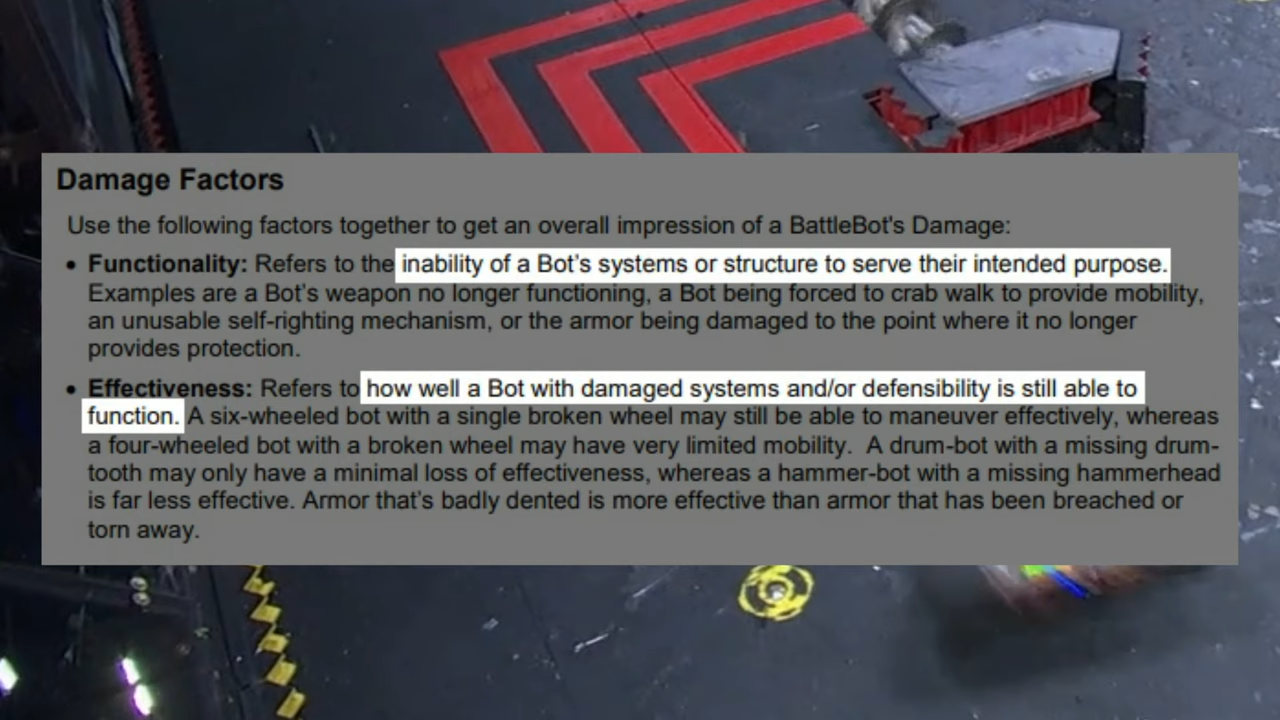 Damage Factors
Use the following factors together to get an overall impression of a BattleBot's Damage:
• Functionality: Refers to the inability of a Bot's systems or structure to serve their intended purpose.
Examples are a Bot's weapon no longer functioning, a Bot being forced to crab walk to provide mobility,
an unusable self-righting mechanism, or the armor being damaged to the point where it no longer
provides protection.
• Effectiveness: Refers to how well a Bot with damaged systems and/or defensibility is still able to
function. A six-wheeled bot with a single broken wheel may still be able to maneuver effectively, whereas
a four-wheeled bot with a broken wheel may have very limited mobility. A drum-bot with a missing drum-
tooth may only have a minimal loss of effectiveness, whereas a hammer-bot with a missing hammerhead
is far less effective. Armor that's badly dented is more effective than armor that has been breached or
torn away.